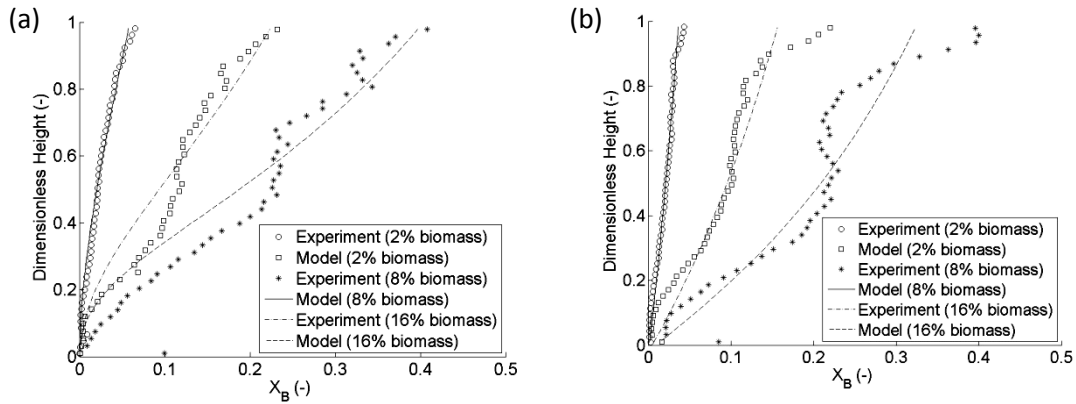 (a)
Dimensionless Height (-)
1
0.8
0.6
0.4
0.2
0
0
0.1
0.2
0.3
0.4
0.5
X_B (-)
Experiment (2% biomass)
Model (2% biomass)
Experiment (8% biomass)
Model (8% biomass)
Experiment (16% biomass)
Model (16% biomass)
(b)
Dimensionless Height (-)
1
0.8
0.6
0.4
0.2
0
0
0.1
0.2
0.3
0.4
0.5
X_B (-)
Experiment (2% biomass)
Model (2% biomass)
Experiment (8% biomass)
Model (8% biomass)
Experiment (16% biomass)
Model (16% biomass)